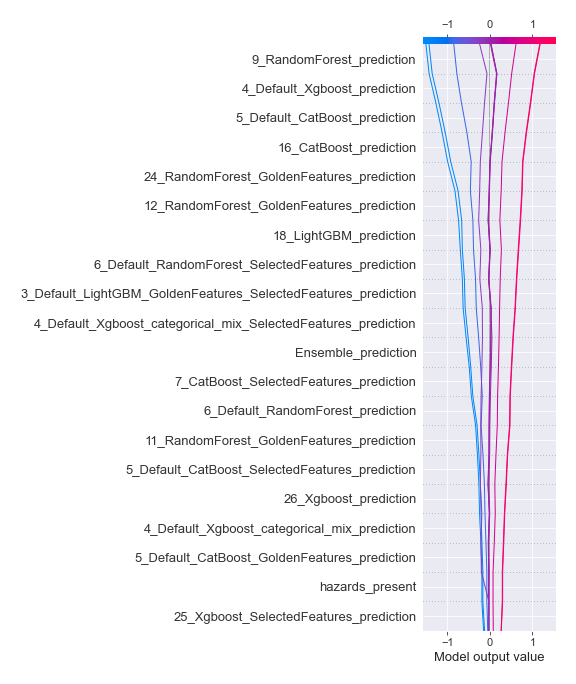 −1 0 1
9_RandomForest_prediction
4_Default_Xgboost_prediction
5_Default_CatBoost_prediction
16_CatBoost_prediction
24_RandomForest_GoldenFeatures_prediction
12_RandomForest_GoldenFeatures_prediction
18_LightGBM_prediction
6_Default_RandomForest_SelectedFeatures_prediction
3_Default_LightGBM_GoldenFeatures_SelectedFeatures_prediction
4_Default_Xgboost_categorical_mix_SelectedFeatures_prediction
Ensemble_prediction
7_CatBoost_SelectedFeatures_prediction
6_Default_RandomForest_prediction
11_RandomForest_GoldenFeatures_prediction
5_Default_CatBoost_SelectedFeatures_prediction
26_Xgboost_prediction
4_Default_Xgboost_categorical_mix_prediction
5_Default_CatBoost_GoldenFeatures_prediction
hazards_present
25_Xgboost_SelectedFeatures_prediction
−1 0 1
Model output value